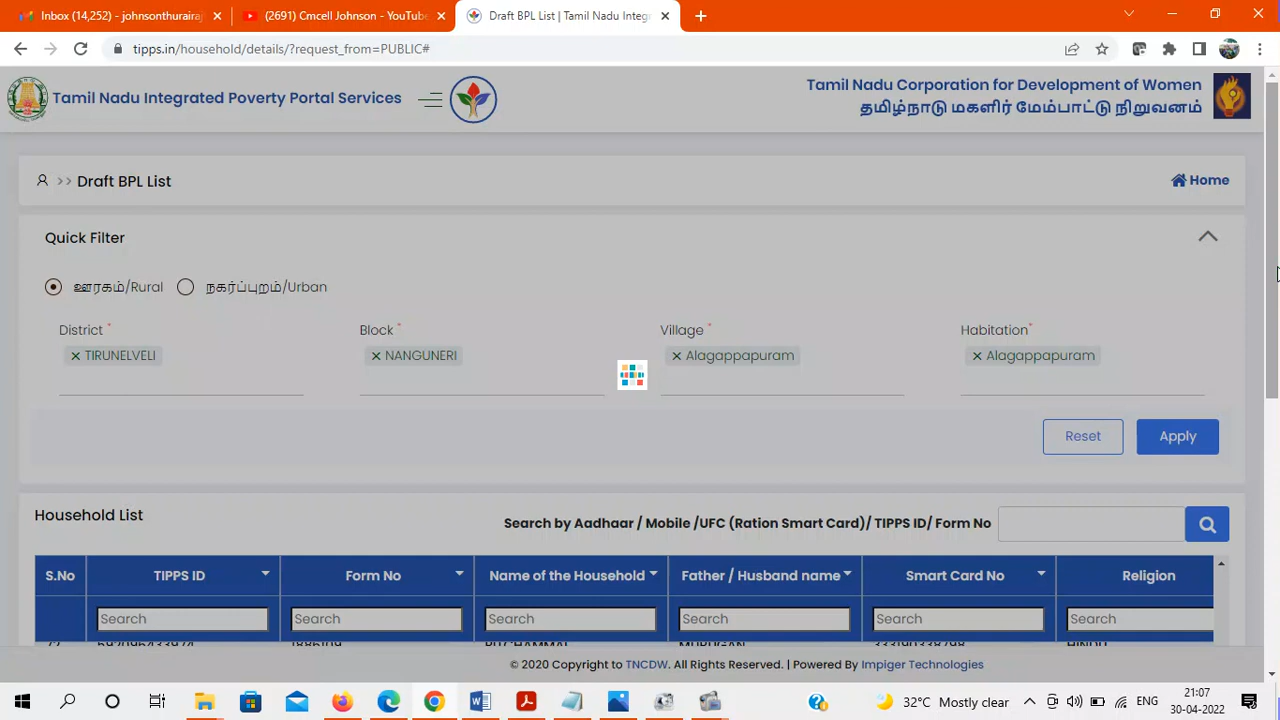 Inbox (14,252) - johnsonthuraira
(2691) Cmcell Johnson - YouTube
Draft BPL List | Tamil Nadu Integ
tipps.in/household/details/?request_from=PUBLIC#
Tamil Nadu Integrated Poverty Portal Services
Tamil Nadu Corporation for Development of Women
தமிழ்நாடு மகளிர் மேம்பாட்டு நிறுவனம்
>> Draft BPL List
Home
Quick Filter
ஊரகம்/Rural நகர்ப்புறம்/Urban
District * Block * Village * Habitation*
× TIRUNELVELI × NANGUNERI × Alagappapuram × Alagappapuram
Reset Apply
Household List
Search by Aadhaar / Mobile /UFC (Ration Smart Card)/ TIPPS ID/ Form No
S.No TIPPS ID Form No Name of the Household Father / Husband name Smart Card No Religion
Search Search Search Search Search Search
© 2020 Copyright to TNCDW. All Rights Reserved. | Powered By Impiger Technologies
32°C Mostly clear
ENG
21:07
30-04-2022